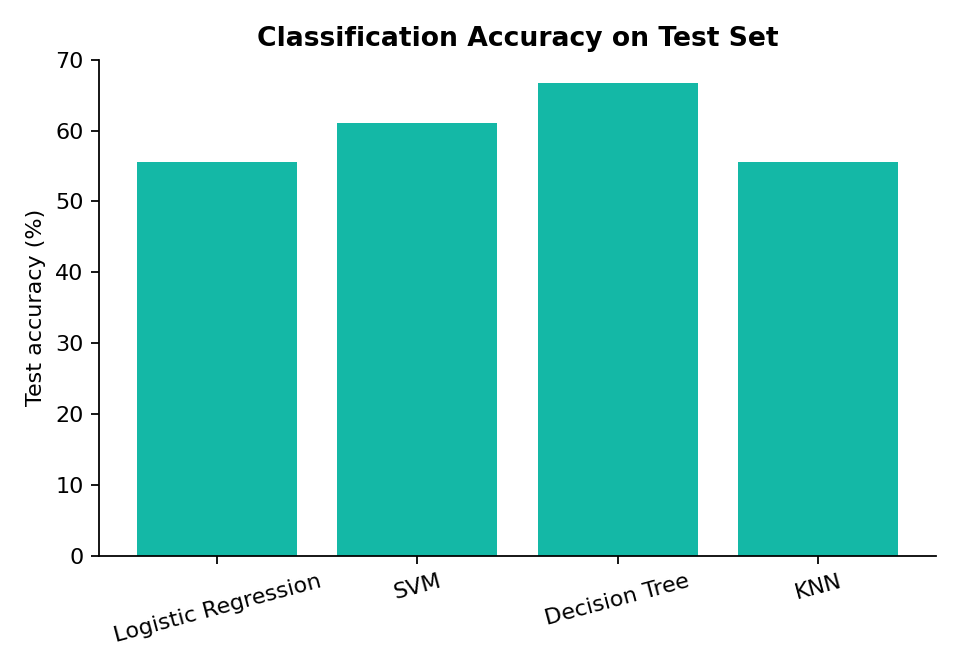 Classification Accuracy on Test Set
Test accuracy (%)
70
60
50
40
30
20
10
0
Logistic Regression
SVM
Decision Tree
KNN